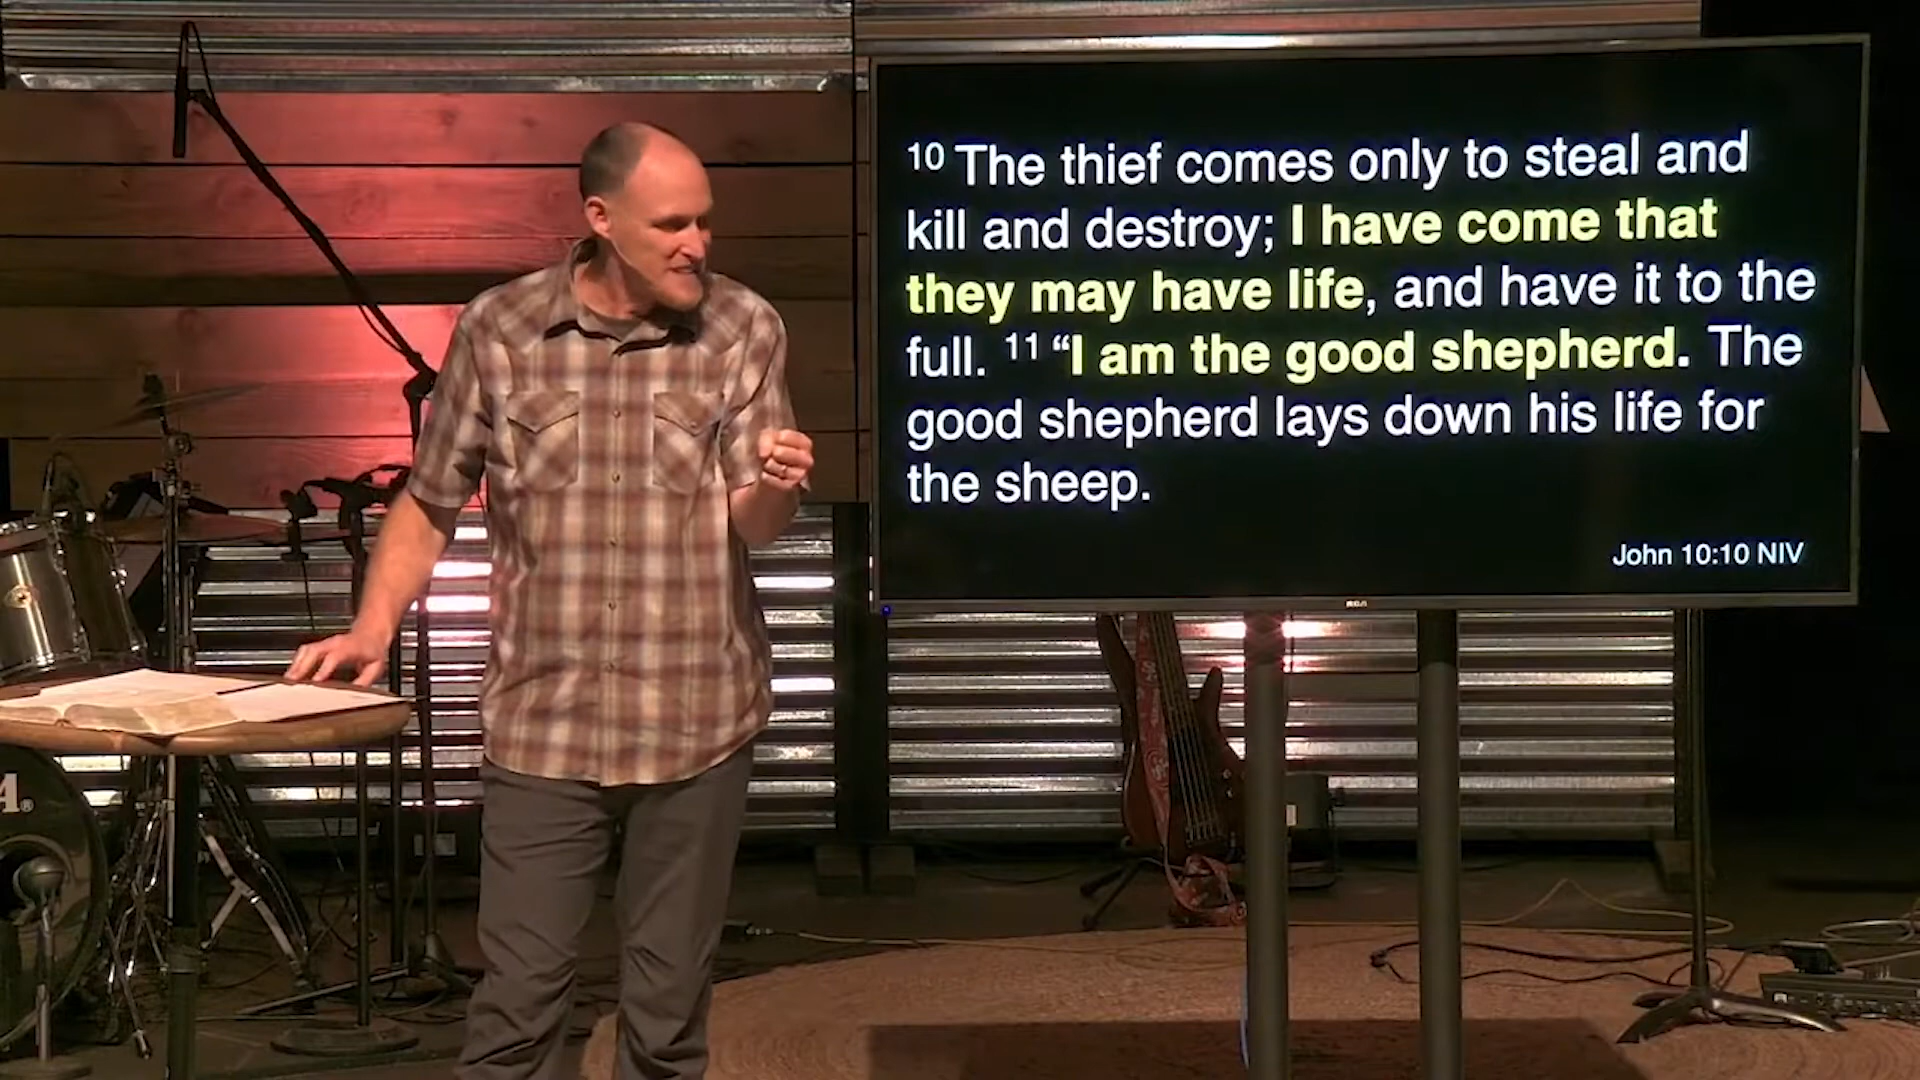 10 The thief comes only to steal and
kill and destroy; I have come that
they may have life, and have it to the
full. 11 “I am the good shepherd. The
good shepherd lays down his life for
the sheep.
John 10:10 NIV
RCA
A®